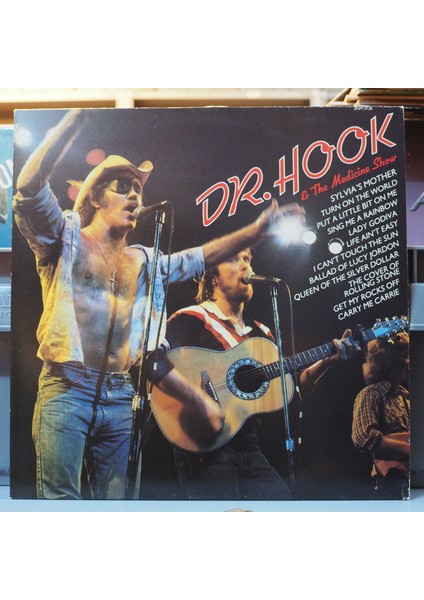 DR. HOOK
& The Medicine Show
SYLVIA'S MOTHER
TURN ON THE WORLD
PUT A LITTLE BIT ON ME
SING ME A RAINBOW
LADY GODIVA
LIFE AIN'T EASY
I CAN'T TOUCH THE SUN
BALLAD OF LUCY JORDON
QUEEN OF THE SILVER DOLLAR
THE COVER OF
ROLLING STONE
GET MY ROCKS OFF
CARRY ME CARRIE